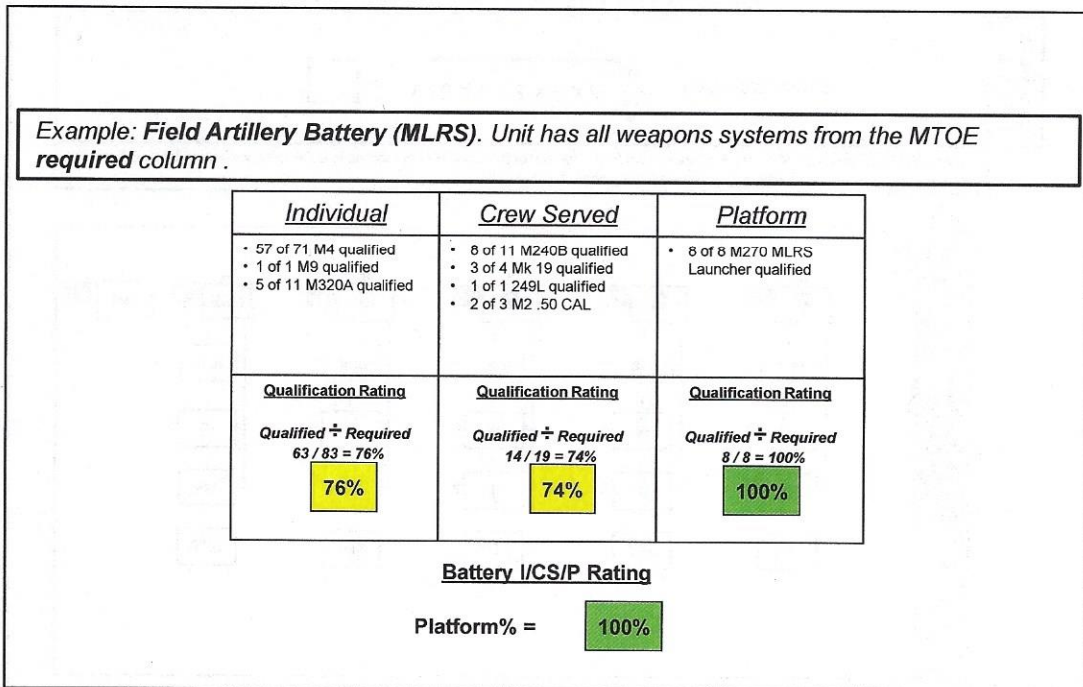 Example: Field Artillery Battery (MLRS). Unit has all weapons systems from the MTOE
required column .
Individual
• 57 of 71 M4 qualified
• 1 of 1 M9 qualified
• 5 of 11 M320A qualified
Crew Served
• 8 of 11 M240B qualified
• 3 of 4 Mk 19 qualified
• 1 of 1 249L qualified
• 2 of 3 M2 .50 CAL
Platform
• 8 of 8 M270 MLRS
Launcher qualified
Qualification Rating
Qualified ÷ Required
63 / 83 = 76%
76%
Qualification Rating
Qualified ÷ Required
14 / 19 = 74%
74%
Qualification Rating
Qualified ÷ Required
8 / 8 = 100%
100%
Battery I/CS/P Rating
Platform% =
100%